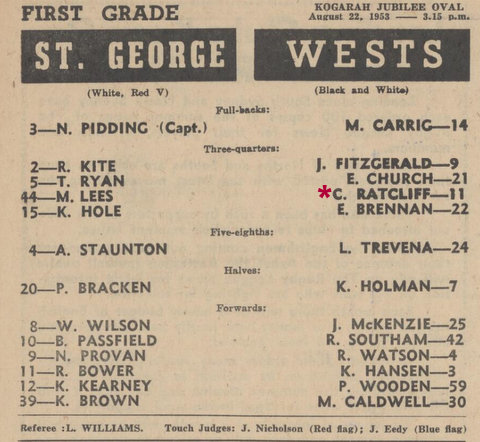 FIRST GRADE KOGARAH JUBILEE OVAL
August 22, 1953 — 3.15 p.m.
ST. GEORGE WESTS
(White, Red V) (Black and White)
Full-backs:
3—N. PIDDING (Capt.) M. CARRIG—14
Three-quarters:
2—R. KITE J. FITZGERALD—9
5—T. RYAN E. CHURCH—21
44—M. LEES *C. RATCLIFF—11
15—K. HOLE E. BRENNAN—22
Five-eighths:
4—A. STAUNTON L. TREVENA—24
Halves:
20—P. BRACKEN K. HOLMAN—7
Forwards:
8—W. WILSON J. McKENZIE—25
10—B. PASSFIELD R. SOUTHAM—42
9—N. PROVAN R. WATSON—4
11—R. BOWER K. HANSEN—3
12—K. KEARNEY P. WOODEN—59
39—K. BROWN M. CALDWELL—30
Referee :L. WILLIAMS. Touch Judges: J. Nicholson (Red flag); J. Eedy (Blue flag)